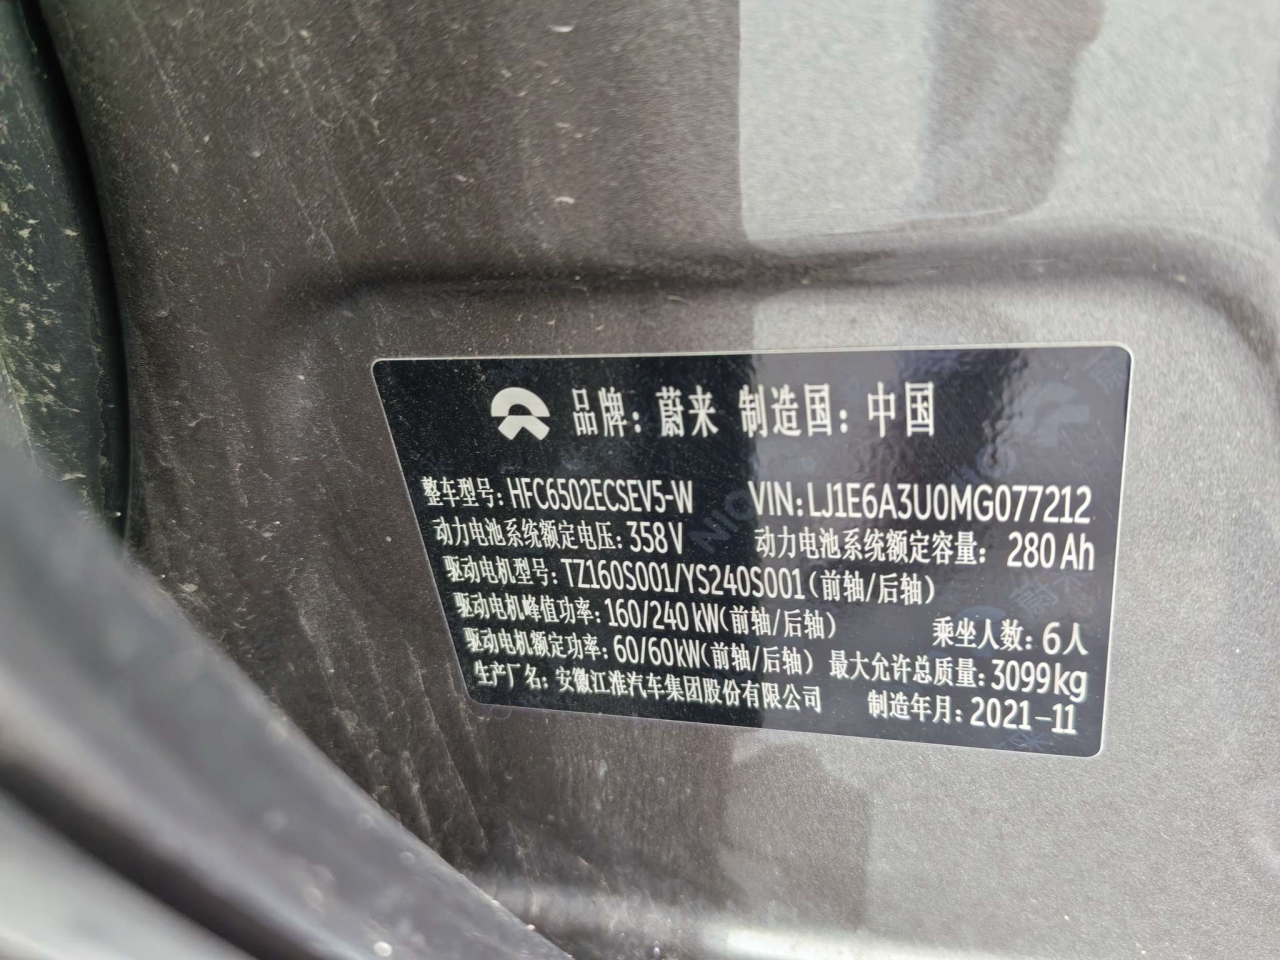 品牌：蔚来 制造国：中国
整车型号：HFC6502ECSEV5-W VIN:LJ1E6A3U0MG077212
动力电池系统额定电压：358V 动力电池系统额定容量：280Ah
驱动电机型号：TZ160S001/YS240S001（前轴/后轴）
驱动电机峰值功率：160/240kW（前轴/后轴） 乘坐人数：6人
驱动电机额定功率：60/60kW（前轴/后轴） 最大允许总质量：3099kg
生产厂名：安徽江淮汽车集团股份有限公司 制造年月：2021-11